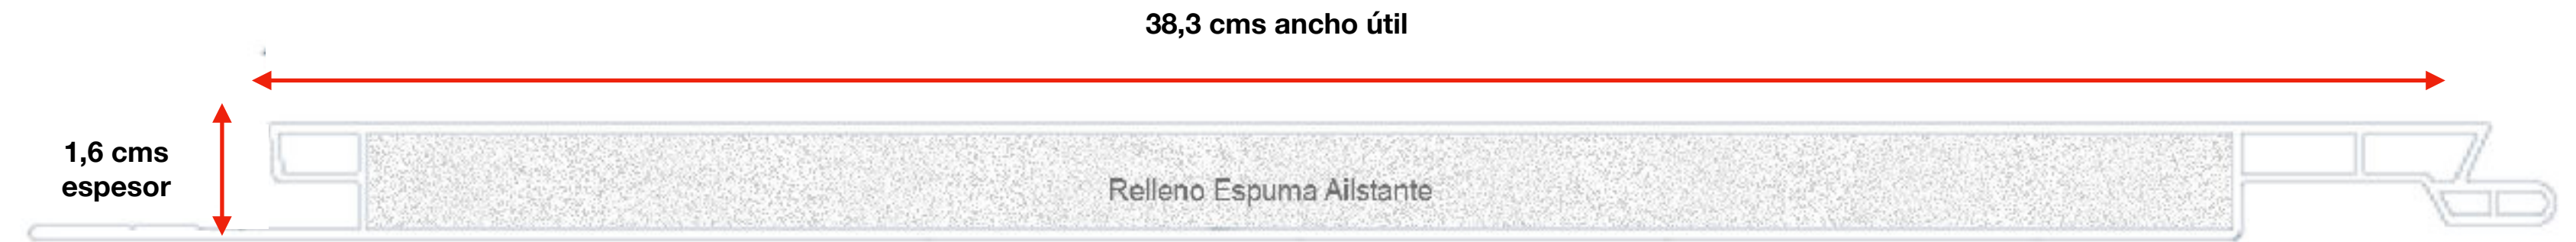 38,3 cms ancho útil
1,6 cms
espesor
Relleno Espuma Ailstante